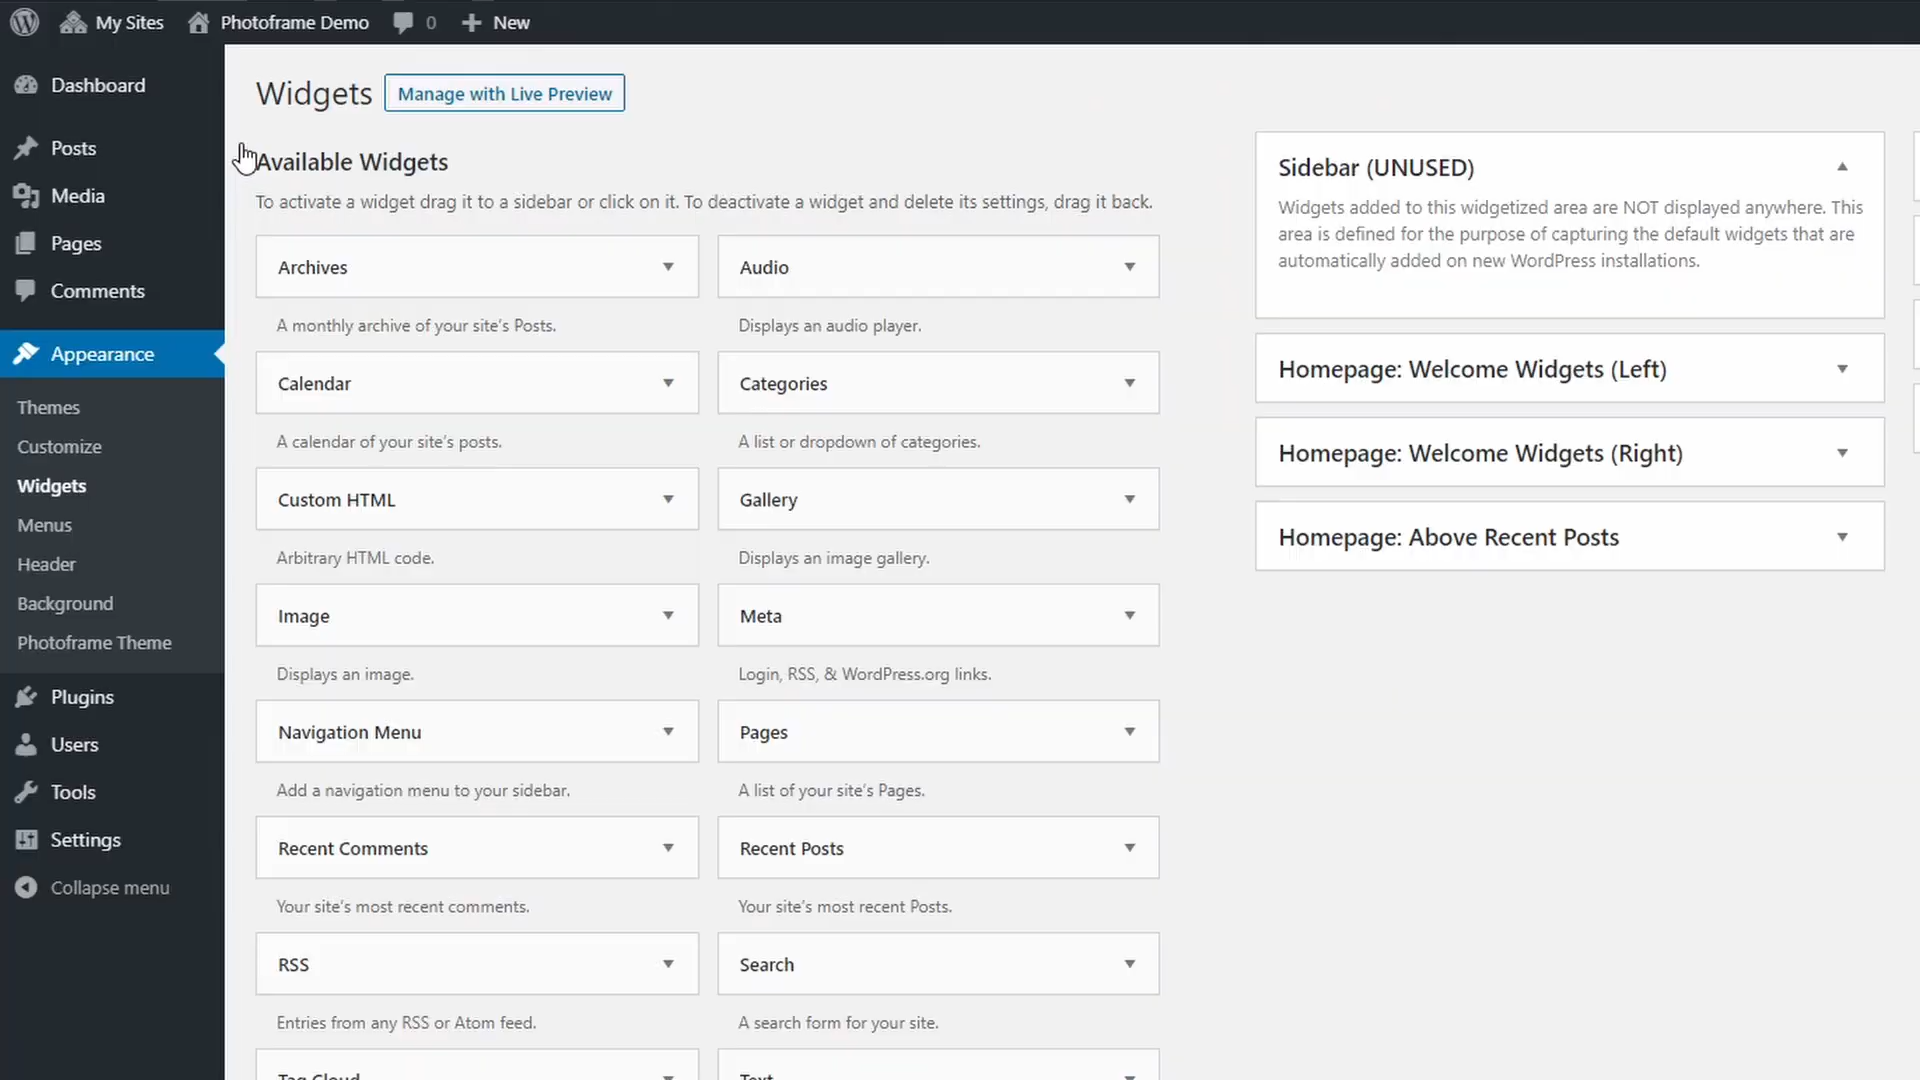 My Sites
Photoframe Demo
0
New
Dashboard
Posts
Media
Pages
Comments
Appearance
Themes
Customize
Widgets
Menus
Header
Background
Photoframe Theme
Plugins
Users
Tools
Settings
Collapse menu
Widgets
Manage with Live Preview
Available Widgets
To activate a widget drag it to a sidebar or click on it. To deactivate a widget and delete its settings, drag it back.
Archives
A monthly archive of your site's Posts.
Audio
Displays an audio player.
Calendar
A calendar of your site's posts.
Categories
A list or dropdown of categories.
Custom HTML
Arbitrary HTML code.
Gallery
Displays an image gallery.
Image
Displays an image.
Meta
Login, RSS, & WordPress.org links.
Navigation Menu
Add a navigation menu to your sidebar.
Pages
A list of your site's Pages.
Recent Comments
Your site's most recent comments.
Recent Posts
Your site's most recent Posts.
RSS
Entries from any RSS or Atom feed.
Search
A search form for your site.
Tag Cloud
Text
Sidebar (UNUSED)
Widgets added to this widgetized area are NOT displayed anywhere. This
area is defined for the purpose of capturing the default widgets that are
automatically added on new WordPress installations.
Homepage: Welcome Widgets (Left)
Homepage: Welcome Widgets (Right)
Homepage: Above Recent Posts